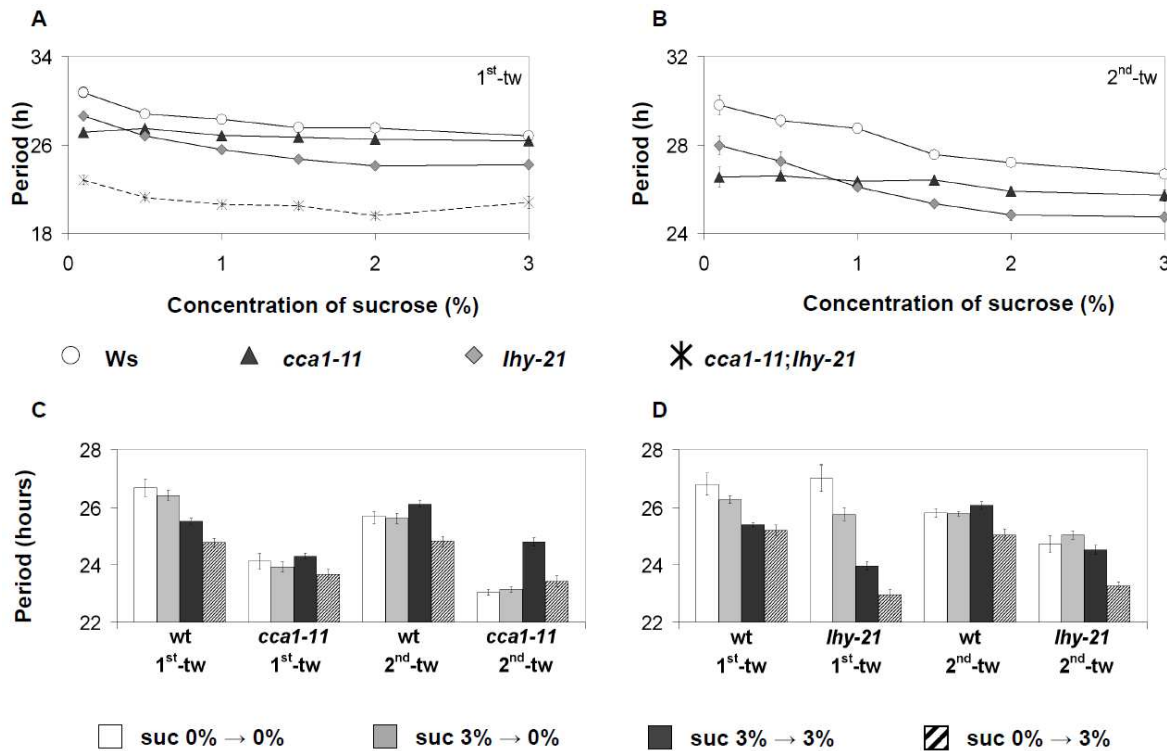 A
B
34
26
18
Period (h)
1st-tw
0
1
2
3
Concentration of sucrose (%)
32
28
24
Period (h)
2nd-tw
0
1
2
3
Concentration of sucrose (%)
Ws
cca1-11
lhy-21
cca1-11;lhy-21
C
D
Period (hours)
28
26
24
22
wt
cca1-11
wt
cca1-11
1st-tw
1st-tw
2nd-tw
2nd-tw
28
26
24
22
wt
lhy-21
wt
lhy-21
1st-tw
1st-tw
2nd-tw
2nd-tw
suc 0% → 0%
suc 3% → 0%
suc 3% → 3%
suc 0% → 3%